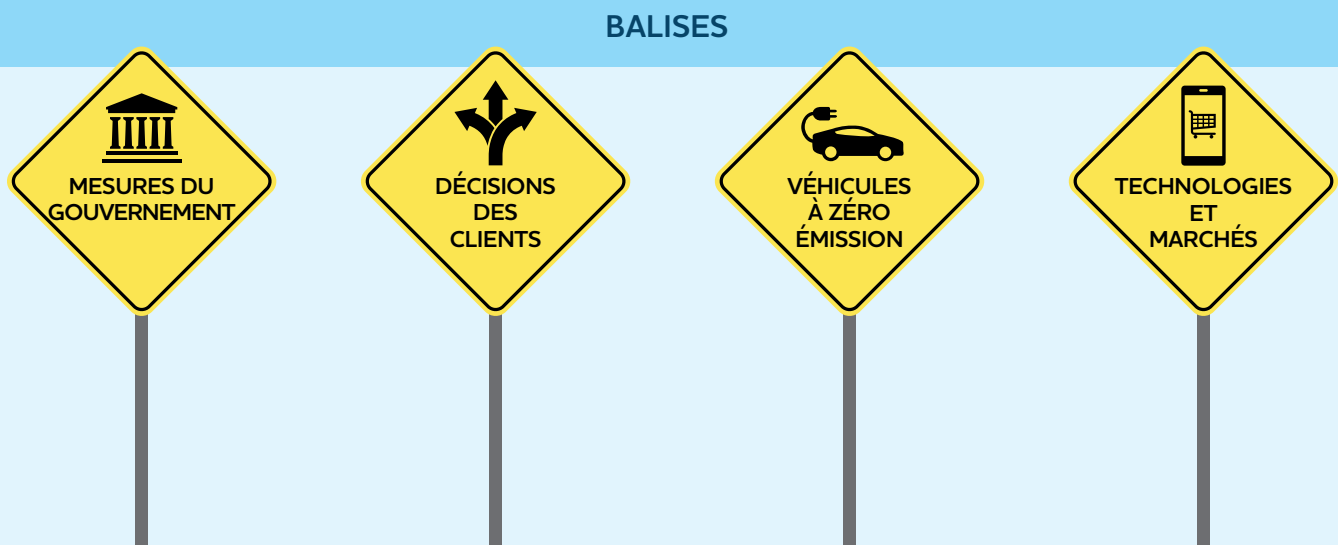 BALISES
MESURES DU
GOUVERNEMENT
DÉCISIONS
DES
CLIENTS
VÉHICULES
À ZÉRO
ÉMISSION
TECHNOLOGIES
ET
MARCHÉS